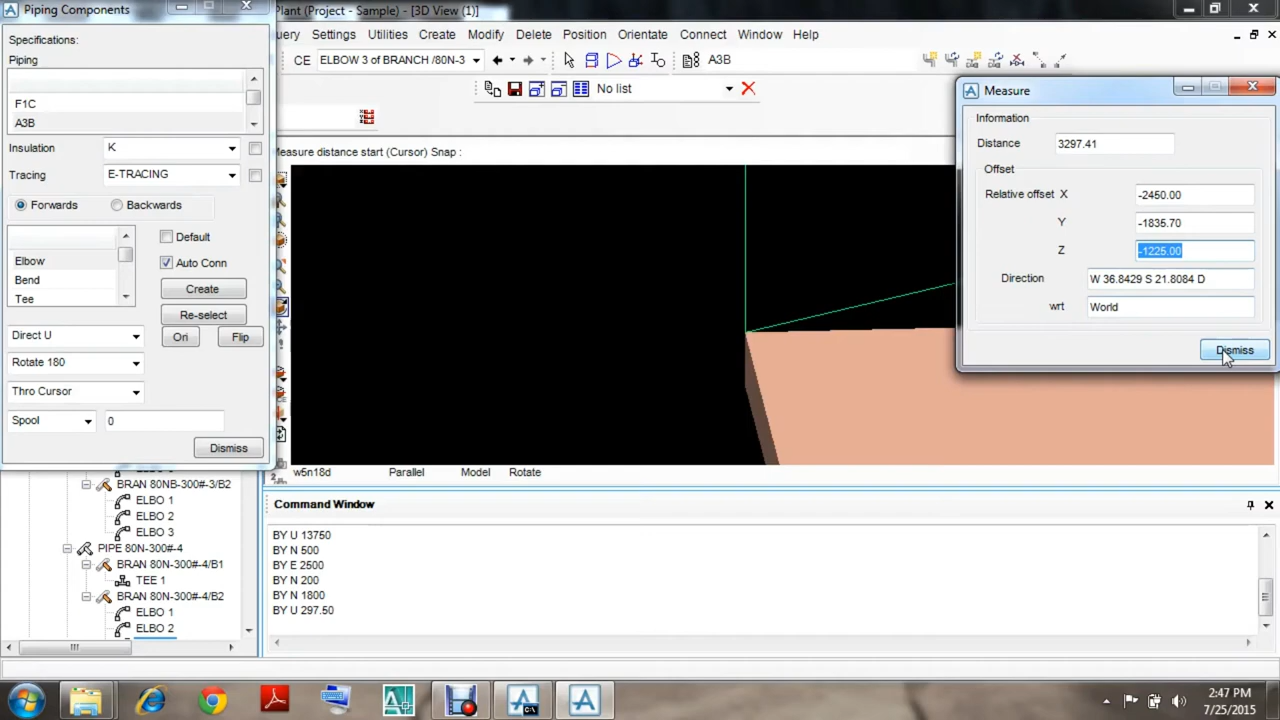 Piping Components
Plant (Project - Sample) - [3D View (1)]
Specifications:
Piping
F1C
A3B
Insulation K
Tracing E-TRACING
Forwards Backwards
Default
Elbow
Auto Conn
Bend
Create
Tee
Re-select
Direct U
Ori Flip
Rotate 180
Thro Cursor
Spool 0
Dismiss
Settings Utilities Create Modify Delete Position Orientate Connect Window Help
CE ELBOW 3 of BRANCH /80N-3 A3B
No list
Measure distance start (Cursor) Snap :
Measure
Information
Distance 3297.41
Offset
Relative offset X -2450.00
Y -1835.70
Z -1225.00
Direction W 36.8429 S 21.8084 D
wrt World
Dismiss
w5n18d Parallel Model Rotate
BRAN 80NB-300#-3/B2
ELBO 1
ELBO 2
ELBO 3
PIPE 80N-300#-4
BRAN 80N-300#-4/B1
TEE 1
BRAN 80N-300#-4/B2
ELBO 1
ELBO 2
Command Window
BY U 13750
BY N 500
BY E 2500
BY N 200
BY N 1800
BY U 297.50
2:47 PM
7/25/2015